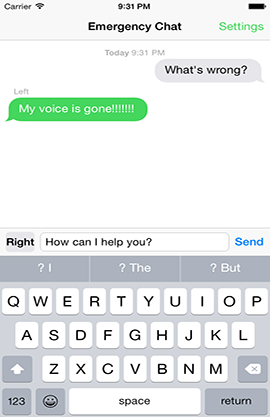 Carrier 9:31 PM
Emergency Chat Settings
Today 9:31 PM
What's wrong?
Left
My voice is gone!!!!!!!
Right How can I help you? Send
? I ? The ? But
Q W E R T Y U I O P
A S D F G H J K L
Z X C V B N M
123 space return